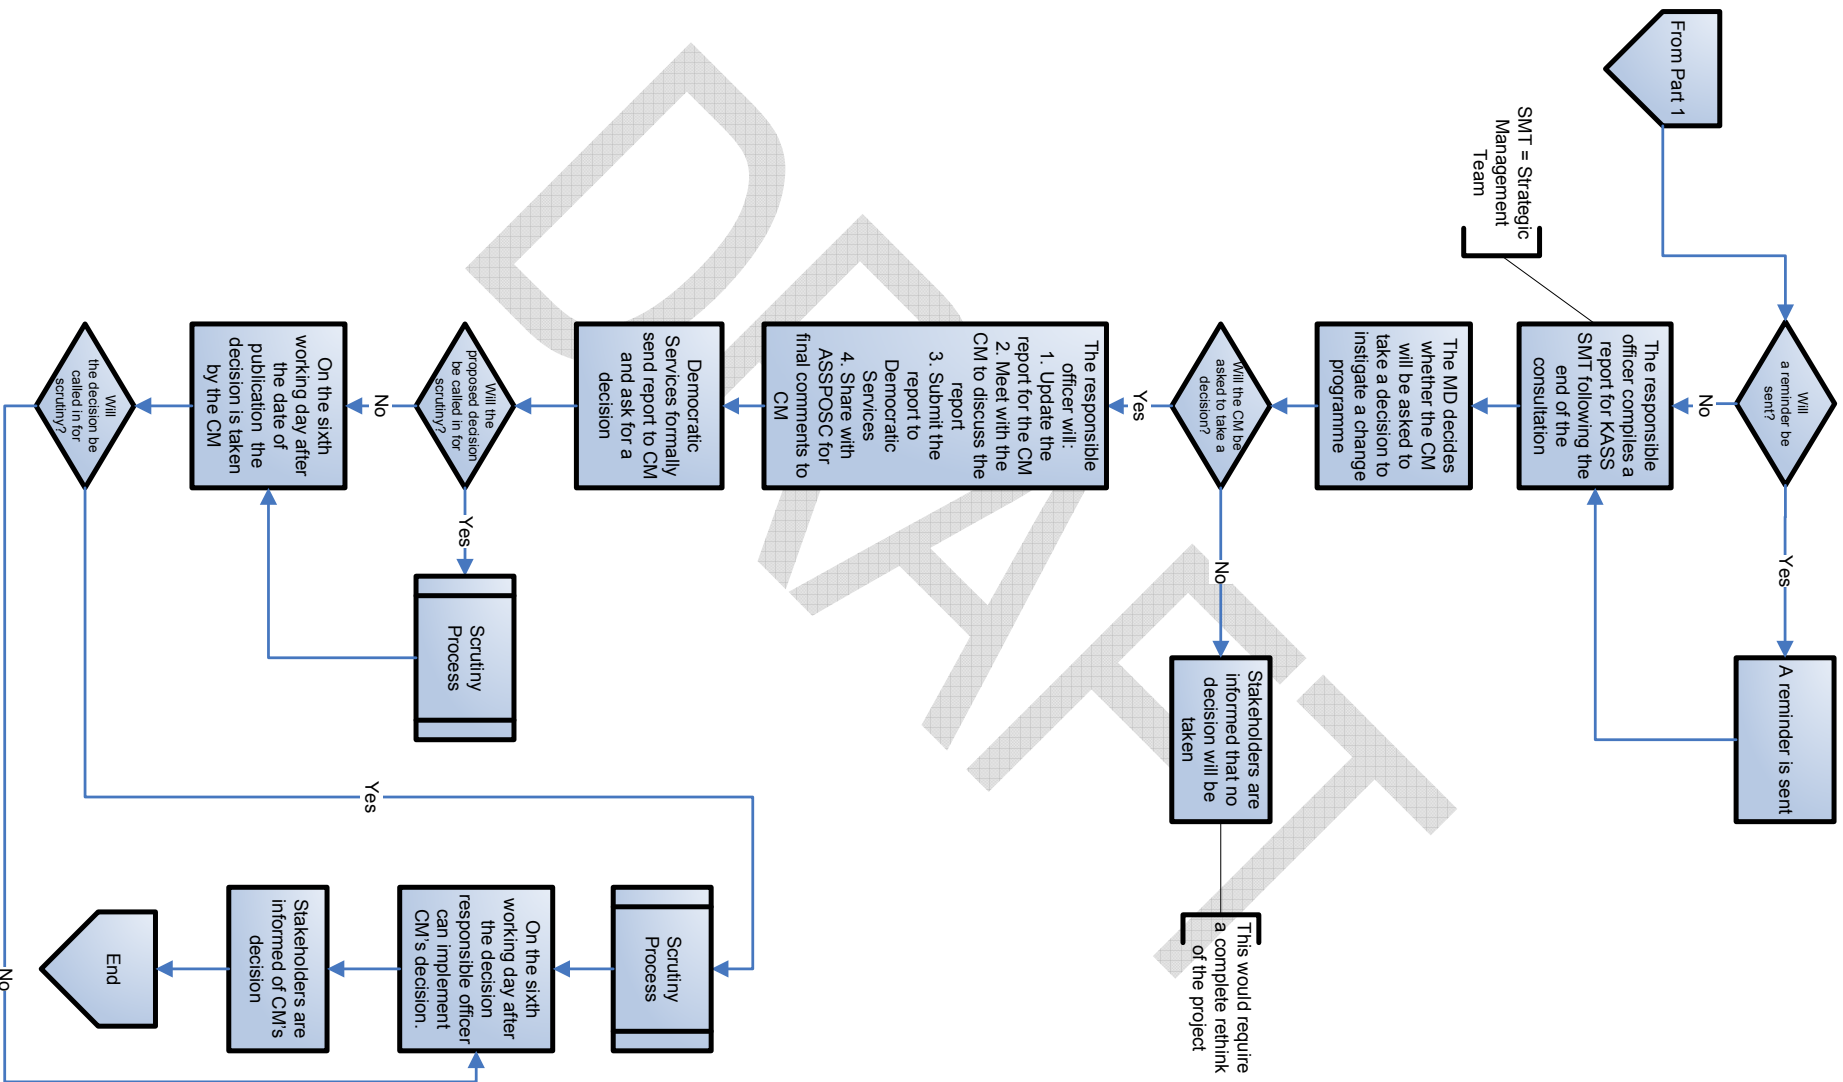 From Part 1
Will
a reminder be
sent?
Yes
A reminder is sent
No
SMT = Strategic
Management
Team
The responsible
officer compiles a
report for KASS
SMT following the
end of the
consultation
The MD decides
whether the CM
will be asked to
take a decision to
instigate a change
programme
Will the CM be
asked to take a
decision?
No
Stakeholders are
informed that no
decision will be
taken
This would require
a complete rethink
of the project
Yes
The responsible
officer will:
1. Update the
report for the CM
2. Meet with the
CM to discuss the
report
3. Submit the
report to
Democratic
Services
4. Share with
ASSPOSC for
final comments to
CM
Democratic
Services formally
send report to CM
and ask for a
decision
Will the
proposed decision
be called in for
scrutiny?
Yes
Scrutiny
Process
No
On the sixth
working day after
the date of
publication the
decision is taken
by the CM
Will
the decision be
called in for
scrutiny?
Yes
Scrutiny
Process
On the sixth
working day after
the decision
responsible officer
can implement
CM's decision.
Stakeholders are
informed of CM's
decision
End
No
DRAFT